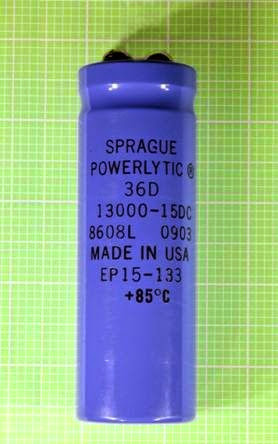 SPRAGUE
POWERLYTIC ®
36D
13000-15DC
8608L 0903
MADE IN USA
EP15-133
+85°C